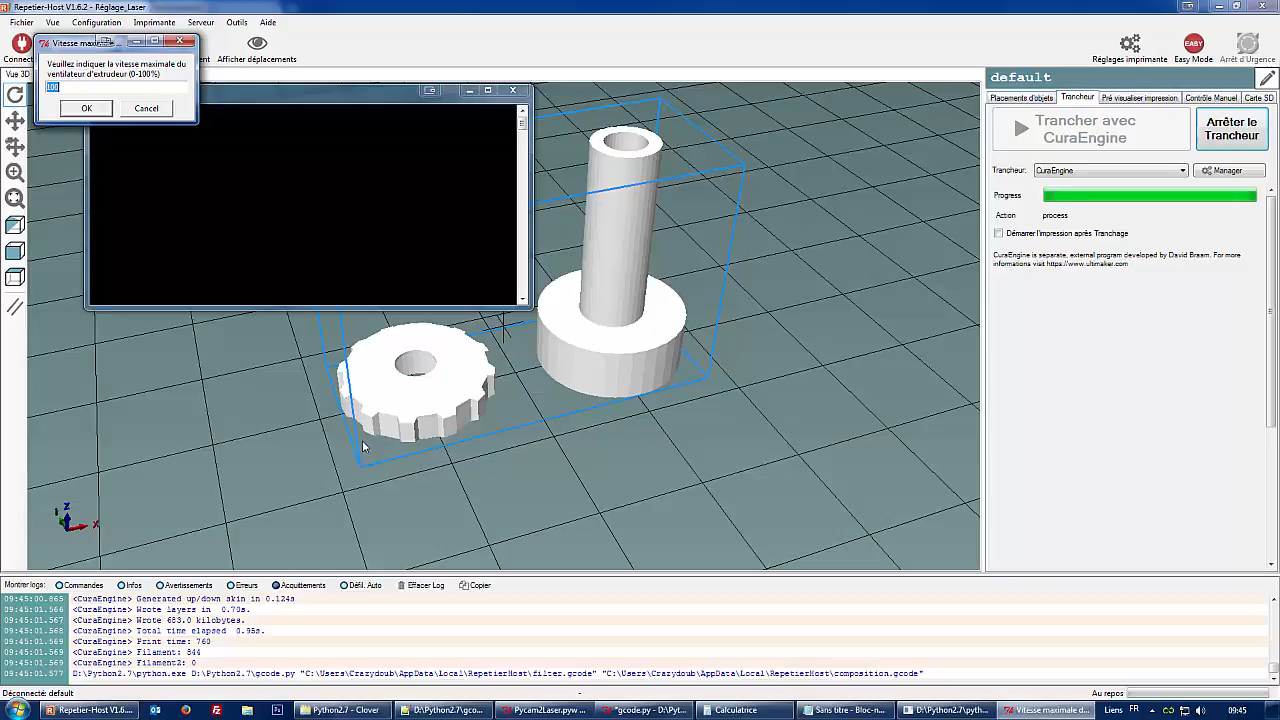 Repetier-Host V1.6.2 - Réglage_Laser
Fichier Vue Configuration Imprimante Serveur Outils Aide
Connect
Afficher déplacements
Réglages imprimante Easy Mode Arrêt d'Urgence
Vue 3D
Veuillez indiquer la vitesse maximale du
ventilateur d'extrudeur (0-100%)
100
OK Cancel
default
Placements d'objets Trancheur Pré visualiser impression Contrôle Manuel Carte SD
Trancher avec
CuraEngine
Arrêter le
Trancheur
Trancheur: CuraEngine Manager
Progress
Action process
Démarrer l'impression après Tranchage
CuraEngine is separate, external program developed by David Braam. For more
informations visit https://www.ultimaker.com
Z
X
Montrer logs: Commandes Infos Avertissements Erreurs Acquittements Défil. Auto Effacer Log Copier
09:45:00.865 <CuraEngine> Generated up/down skin in 0.124s
09:45:01.566 <CuraEngine> Wrote layers in 0.70s.
09:45:01.567 <CuraEngine> Wrote 683.0 kilobytes.
09:45:01.568 <CuraEngine> Total time elapsed 0.95s.
09:45:01.569 <CuraEngine> Print time: 760
09:45:01.569 <CuraEngine> Filament: 844
09:45:01.569 <CuraEngine> Filament2: 0
09:45:01.577 D:\Python2.7\python.exe D:\Python2.7\gcode.py "C:\Users\Crazydoub\AppData\Local\RepetierHost\filter.gcode" "C:\Users\Crazydoub\AppData\Local\RepetierHost\composition.gcode"
Déconnecté: default - Au repos
Repetier-Host V1.6.... Python2.7 - Clover D:\Python2.7\gco... Pycam2Laser.pyw ... *gcode.py - D:\Pyt... Calculatrice Sans titre - Bloc-n... D:\Python2.7\pyth... Vitesse maximale d... Liens FR 09:45